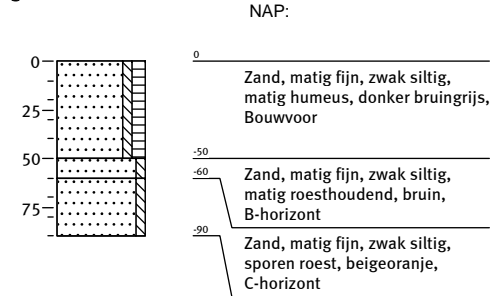 NAP:
0
25
50
75
0
Zand, matig fijn, zwak siltig,
matig humeus, donker bruingrijs,
Bouwvoor
-50
-60
Zand, matig fijn, zwak siltig,
matig roesthoudend, bruin,
B-horizont
-90
Zand, matig fijn, zwak siltig,
sporen roest, beigeoranje,
C-horizont